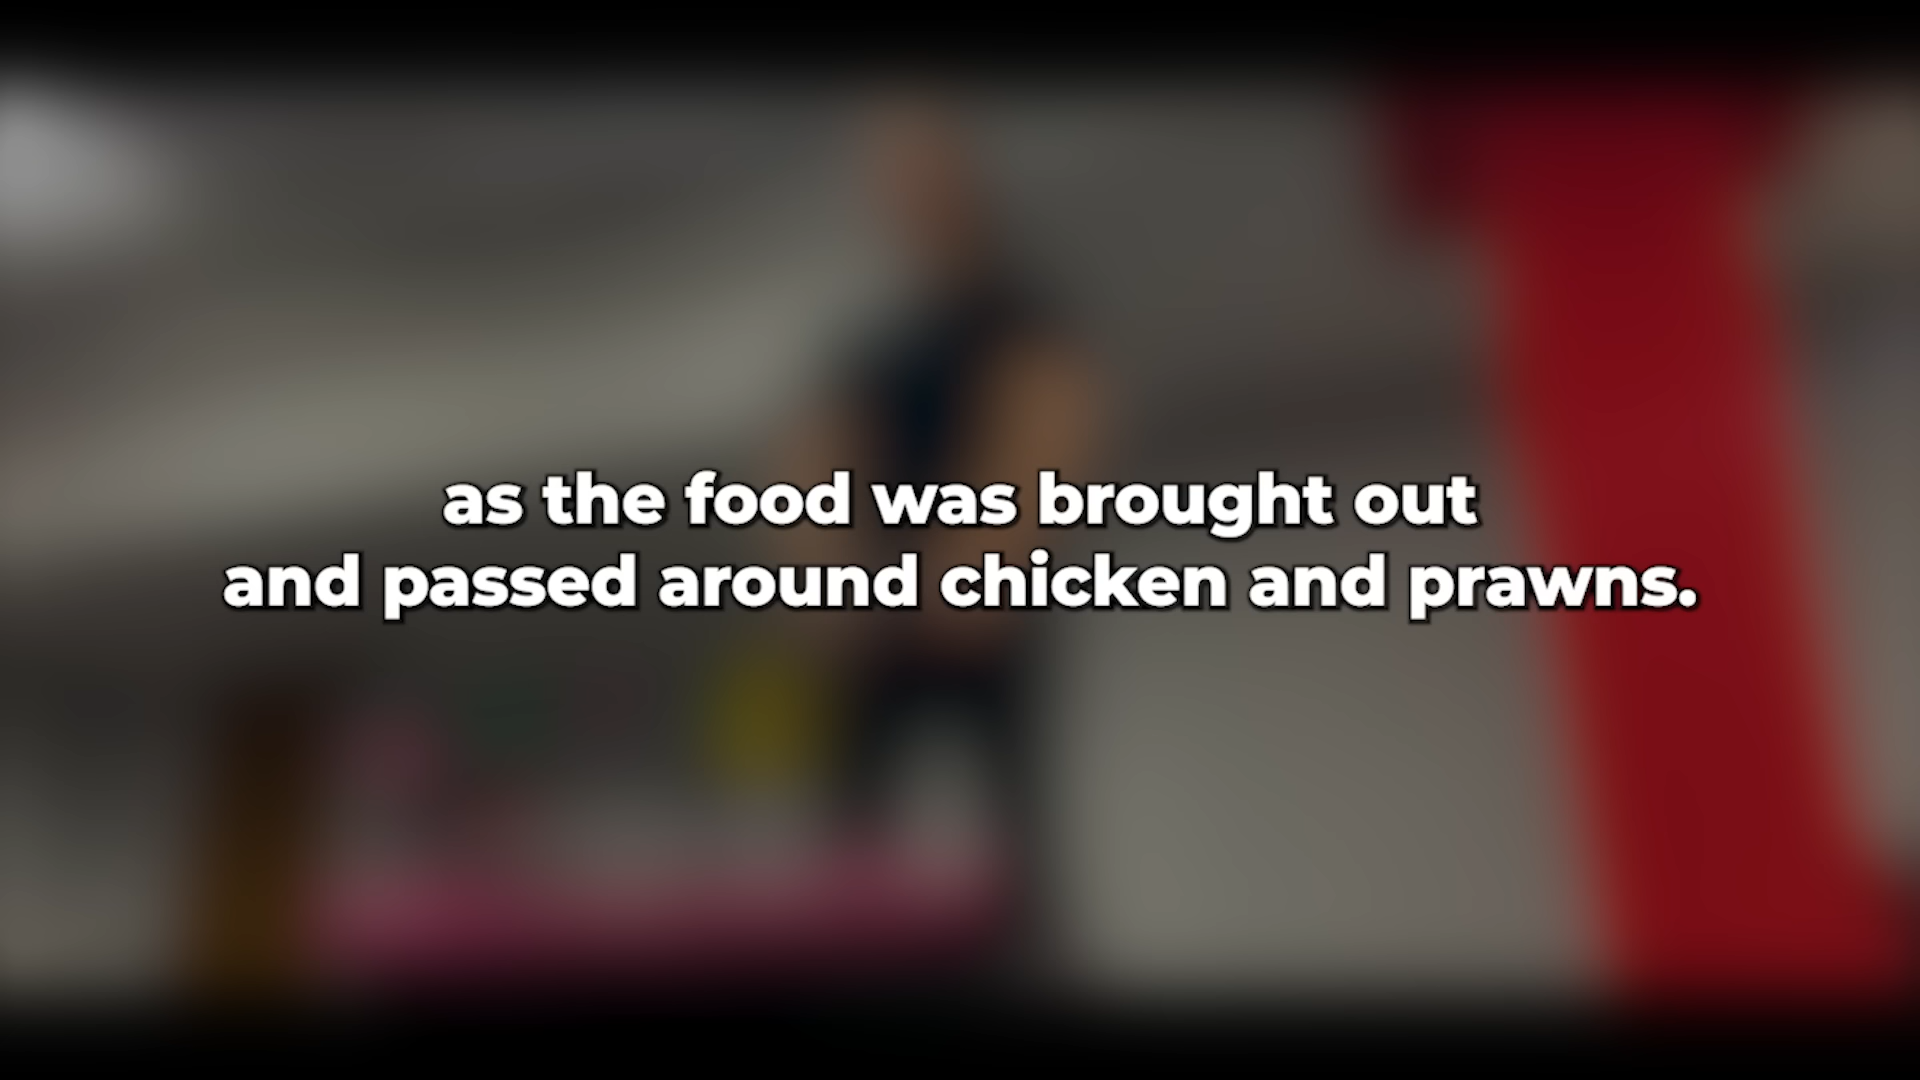 as the food was brought out
and passed around chicken and prawns.